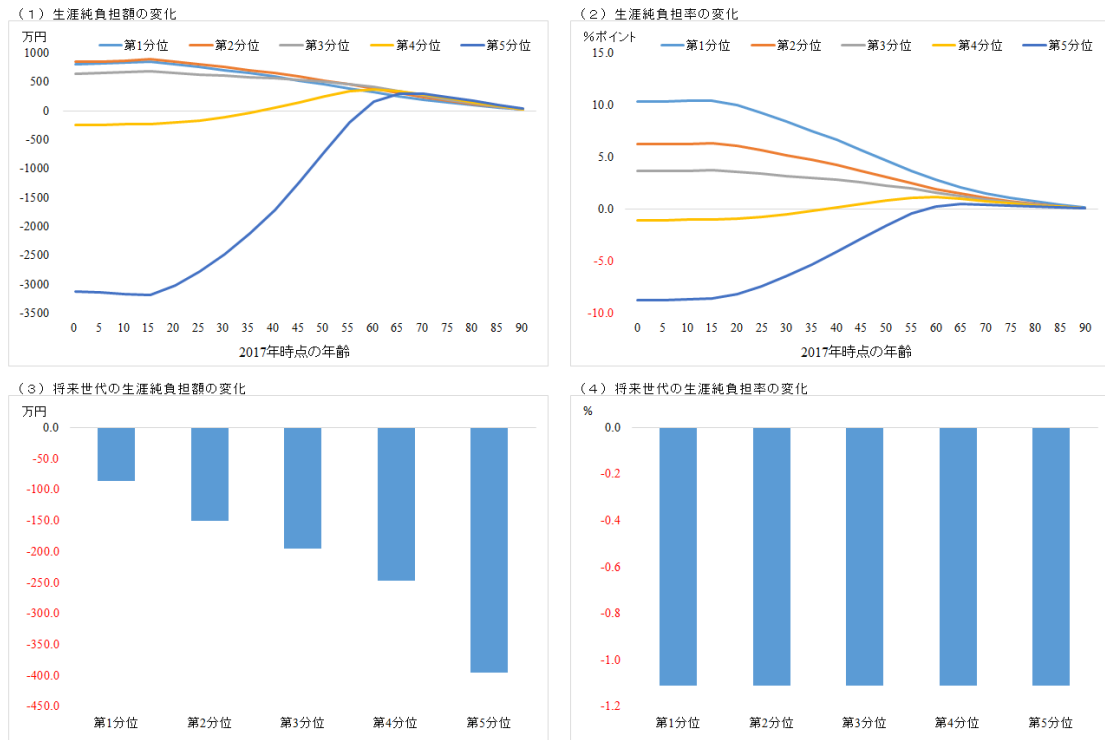 （１）生涯純負担額の変化
万円
第1分位 第2分位 第3分位 第4分位 第5分位
1000
500
0
-500
-1000
-1500
-2000
-2500
-3000
-3500
0 5 10 15 20 25 30 35 40 45 50 55 60 65 70 75 80 85 90
2017年時点の年齢
（２）生涯純負担率の変化
%ポイント
第1分位 第2分位 第3分位 第4分位 第5分位
15.0
10.0
5.0
0.0
-5.0
-10.0
0 5 10 15 20 25 30 35 40 45 50 55 60 65 70 75 80 85 90
2017年時点の年齢
（３）将来世代の生涯純負担額の変化
万円
0.0
-50.0
-100.0
-150.0
-200.0
-250.0
-300.0
-350.0
-400.0
-450.0
第1分位 第2分位 第3分位 第4分位 第5分位
（４）将来世代の生涯純負担率の変化
%
0.0
-0.2
-0.4
-0.6
-0.8
-1.0
-1.2
第1分位 第2分位 第3分位 第4分位 第5分位